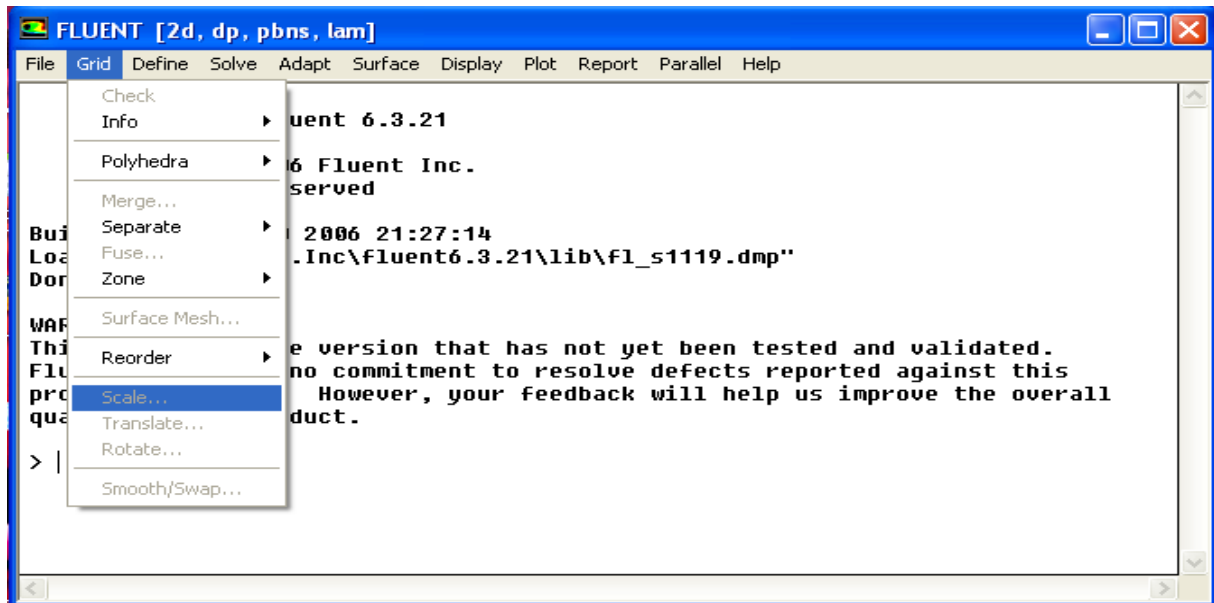 FLUENT [2d, dp, pbns, lam]
File Grid Define Solve Adapt Surface Display Plot Report Parallel Help
Check
Info uent 6.3.21
Polyhedra 6 Fluent Inc.
served
Merge...
Bui Separate 2006 21:27:14
Loa Fuse... .Inc\fluent6.3.21\lib\fl_s1119.dmp"
Don Zone
Surface Mesh...
WAR
Thi Reorder e version that has not yet been tested and validated.
Flu no commitment to resolve defects reported against this
pro Scale... However, your feedback will help us improve the overall
qua Translate... duct.
Rotate...
> |
Smooth/Swap...